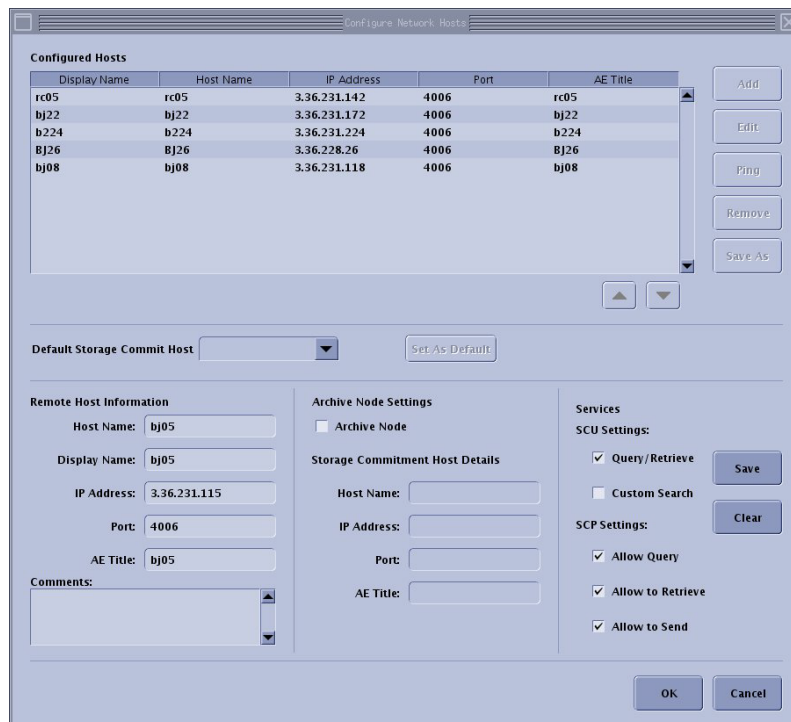 Configure Network Hosts
Configured Hosts
Display Name Host Name IP Address Port AE Title
rc05 rc05 3.36.231.142 4006 rc05
bj22 bj22 3.36.231.172 4006 bj22
b224 b224 3.36.231.224 4006 b224
BJ26 BJ26 3.36.228.26 4006 BJ26
bj08 bj08 3.36.231.118 4006 bj08
Add
Edit
Ping
Remove
Save As
Default Storage Commit Host
Set As Default
Remote Host Information
Host Name: bj05
Display Name: bj05
IP Address: 3.36.231.115
Port: 4006
AE Title: bj05
Comments:
Archive Node Settings
Archive Node
Storage Commitment Host Details
Host Name:
IP Address:
Port:
AE Title:
Services
SCU Settings:
Query/Retrieve
Custom Search
SCP Settings:
Allow Query
Allow to Retrieve
Allow to Send
Save
Clear
OK
Cancel